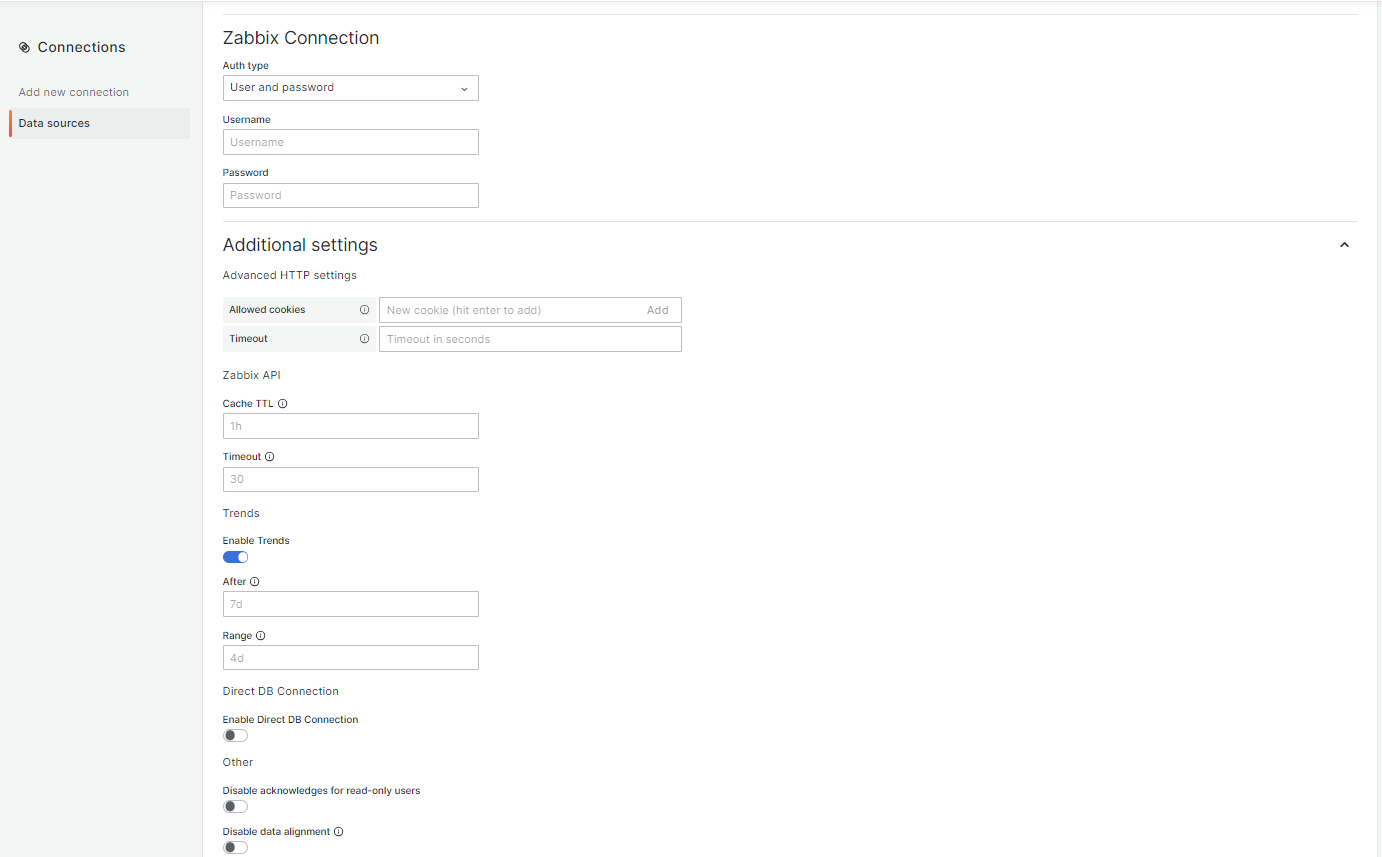 Connections
Add new connection
Data sources
Zabbix Connection
Auth type
User and password
Username
Username
Password
Password
Additional settings
Advanced HTTP settings
Allowed cookies
New cookie (hit enter to add) Add
Timeout
Timeout in seconds
Zabbix API
Cache TTL
1h
Timeout
30
Trends
Enable Trends
After
7d
Range
4d
Direct DB Connection
Enable Direct DB Connection
Other
Disable acknowledges for read-only users
Disable data alignment